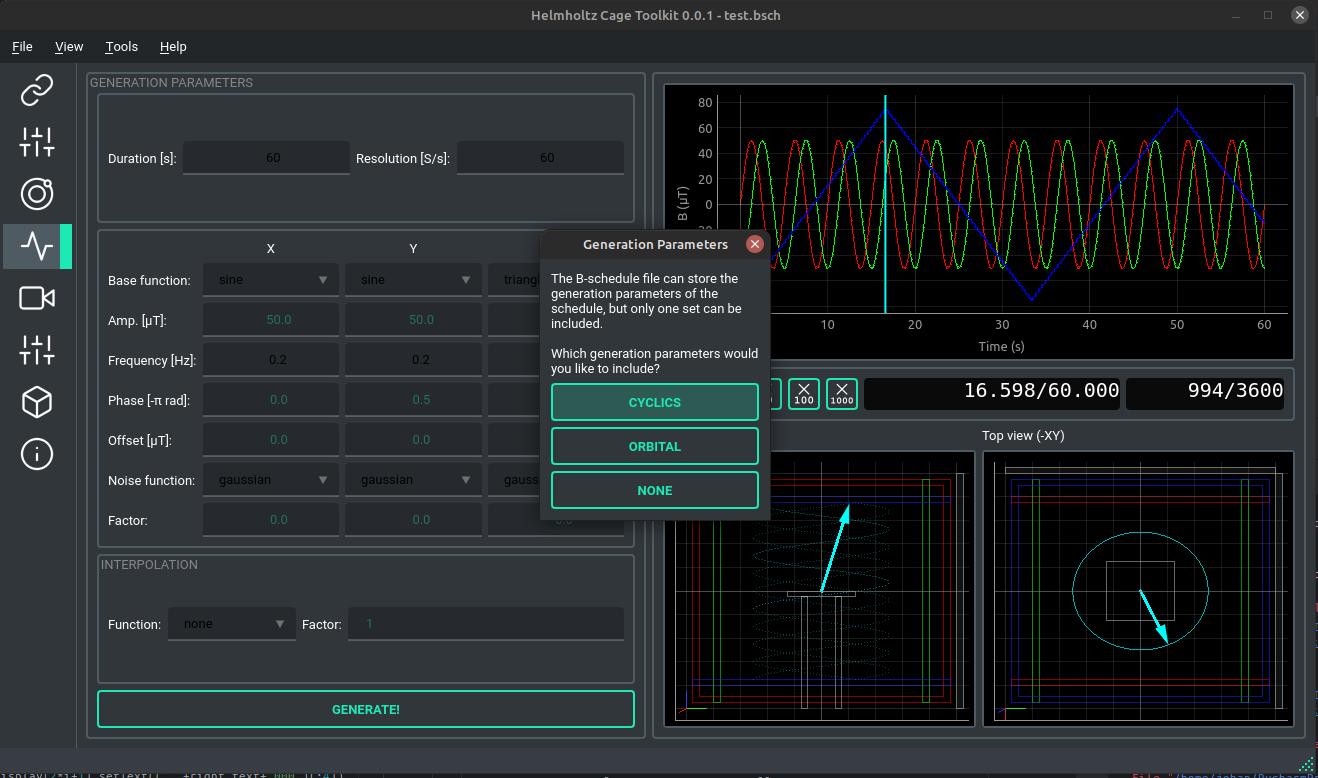 Helmholtz Cage Toolkit 0.0.1 - test.bsch
File View Tools Help
GENERATION PARAMETERS
Duration [s]: 60 Resolution [S/s]: 60
X Y
Base function: sine sine
Amp. [µT]: 50.0 50.0
Frequency [Hz]: 0.2 0.2
Phase [-π rad]: 0.0 0.5
Offset [µT]: 0.0 0.0
Noise function: gaussian gaussian
Factor: 0.0 0.0 0.0
INTERPOLATION
Function: none Factor: 1
GENERATE!
Generation Parameters
The B-schedule file can store the
generation parameters of the
schedule, but only one set can be
included.
Which generation parameters would
you like to include?
CYCLICS
ORBITAL
NONE
80
60
40
20
0
B (µT)
10 20 30 40 50 60
Time (s)
X
100
X
1000
16.598/60.000
994/3600
Top view (-XY)